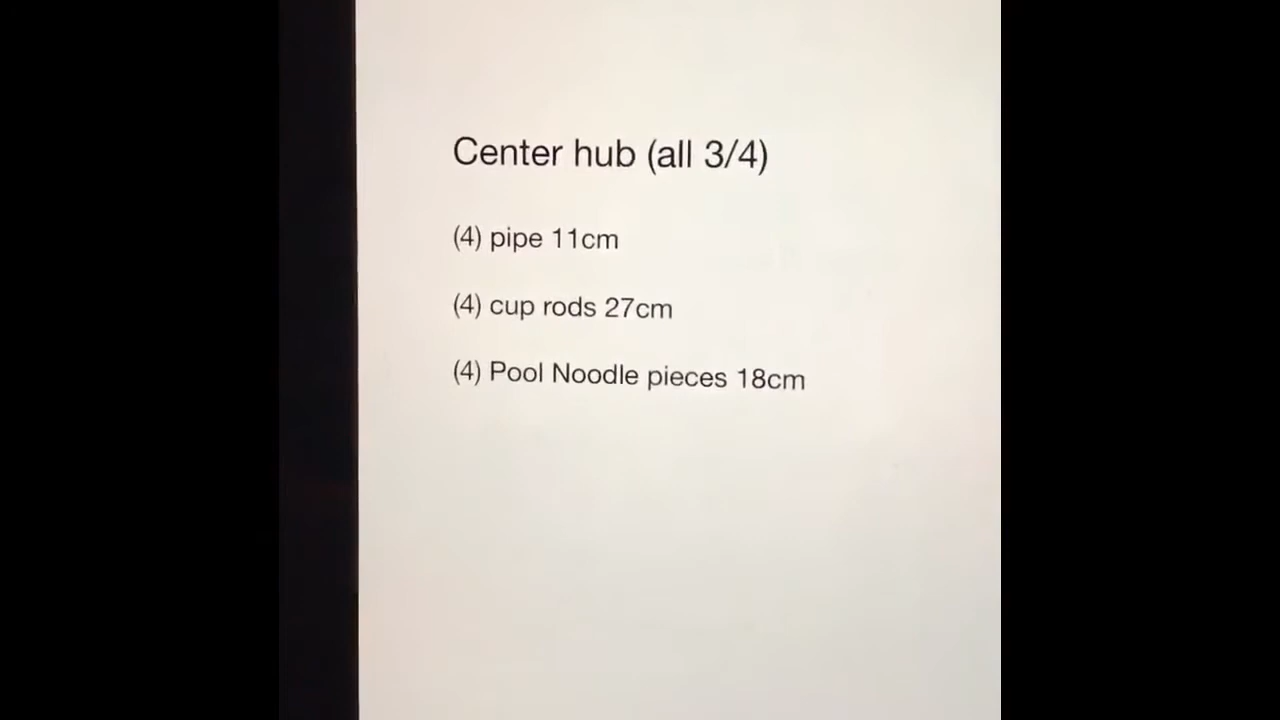 Center hub (all 3/4)
(4) pipe 11cm
(4) cup rods 27cm
(4) Pool Noodle pieces 18cm